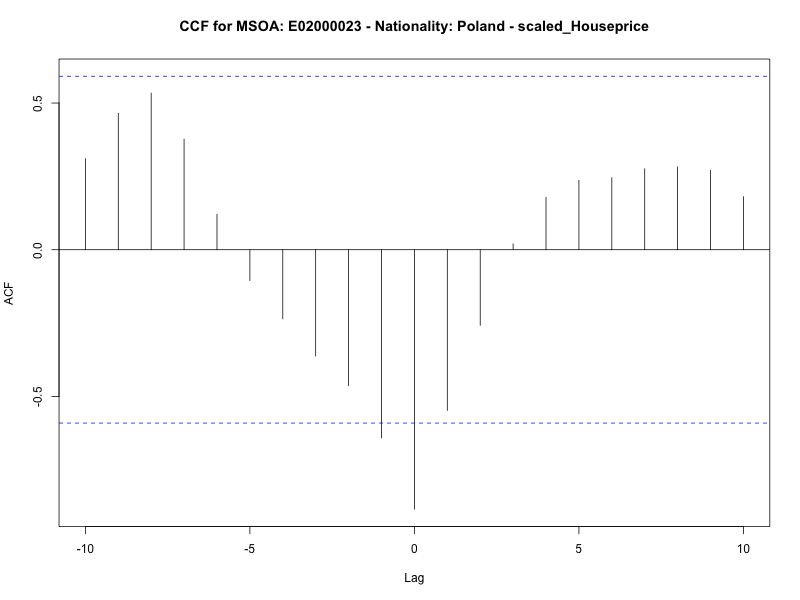 CCF for MSOA: E02000023 - Nationality: Poland - scaled_Houseprice
0.5
0.0
-0.5
ACF
-10 -5 0 5 10
Lag